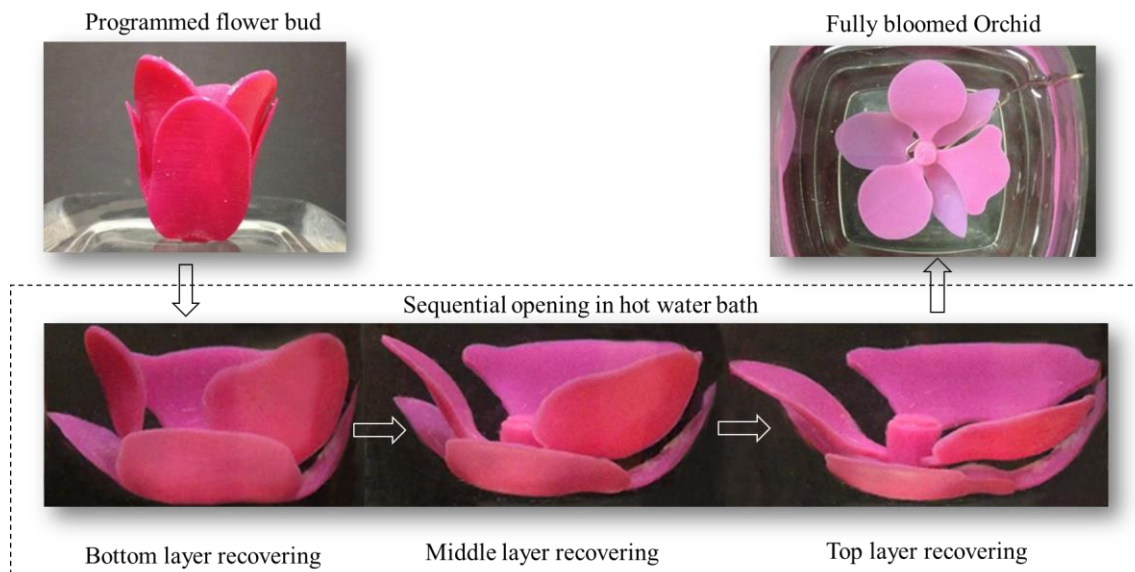 Programmed flower bud
Fully bloomed Orchid
Sequential opening in hot water bath
Bottom layer recovering
Middle layer recovering
Top layer recovering